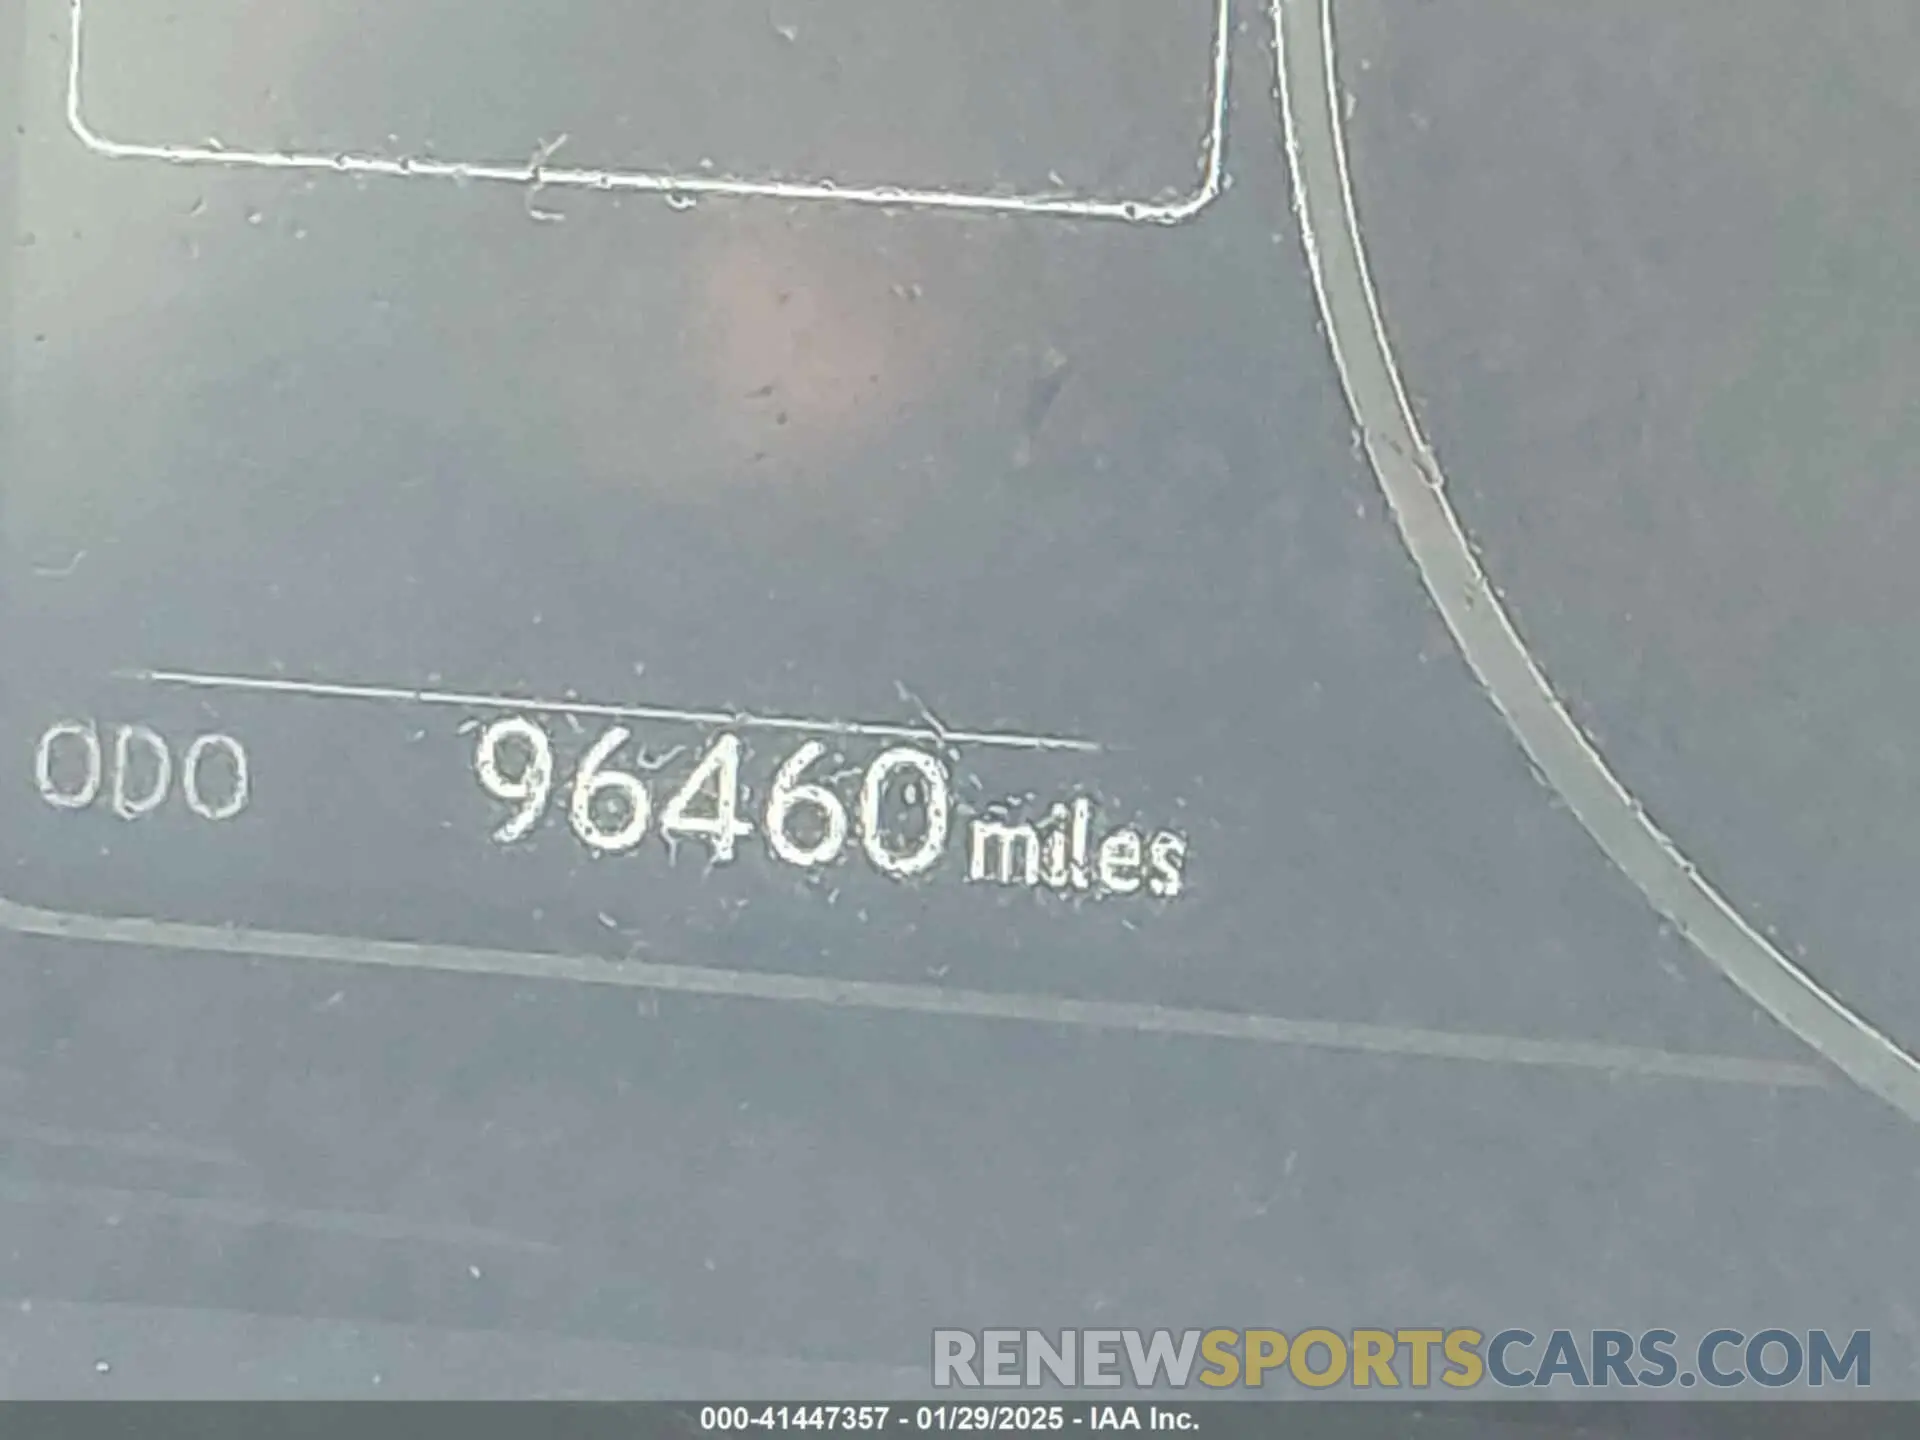 ODO 96460 miles
RENEWSPORTSCARS.COM
000-41447357 - 01/29/2025 - IAA Inc.